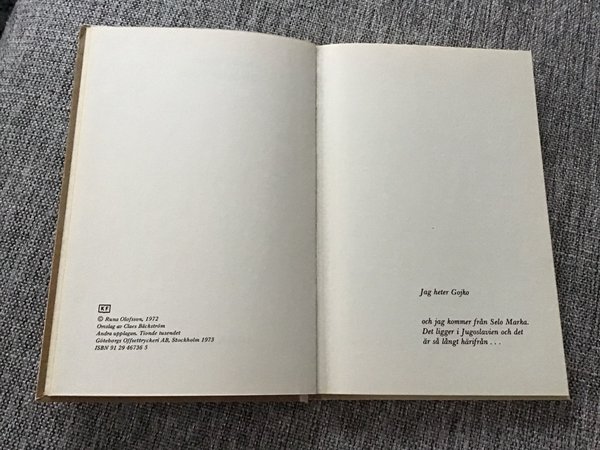 KF
© Runa Olofsson, 1972
Omslag av Claes Bäckström
Andra upplagan. Tionde tusendet
Göteborgs Offsettryckeri AB, Stockholm 1973
ISBN 91 29 46736 5
Jag heter Gojko
och jag kommer från Selo Marka.
Det ligger i Jugoslavien och det
är så långt härifrån . . .